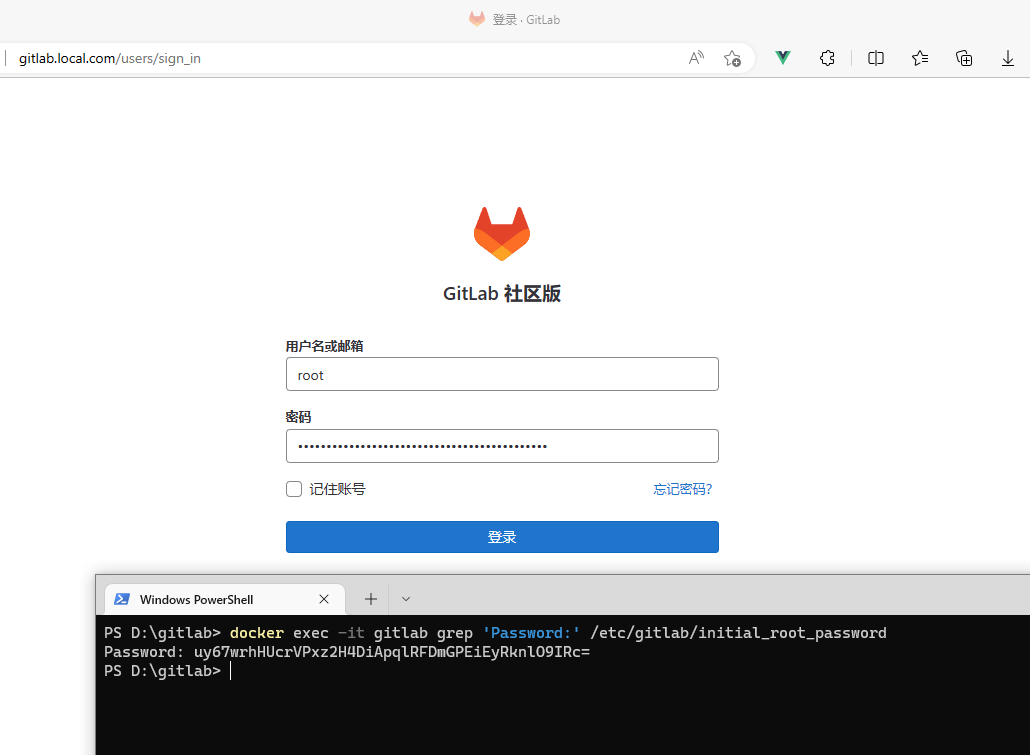 登录 · GitLab
gitlab.local.com/users/sign_in
GitLab 社区版
用户名或邮箱
root
密码
记住账号 忘记密码?
登录
Windows PowerShell
PS D:\gitlab> docker exec -it gitlab grep 'Password:' /etc/gitlab/initial_root_password
Password: uy67wrhHUcrVPxz2H4DiApqlRFDmGPEiEyRknlO9IRc=
PS D:\gitlab>